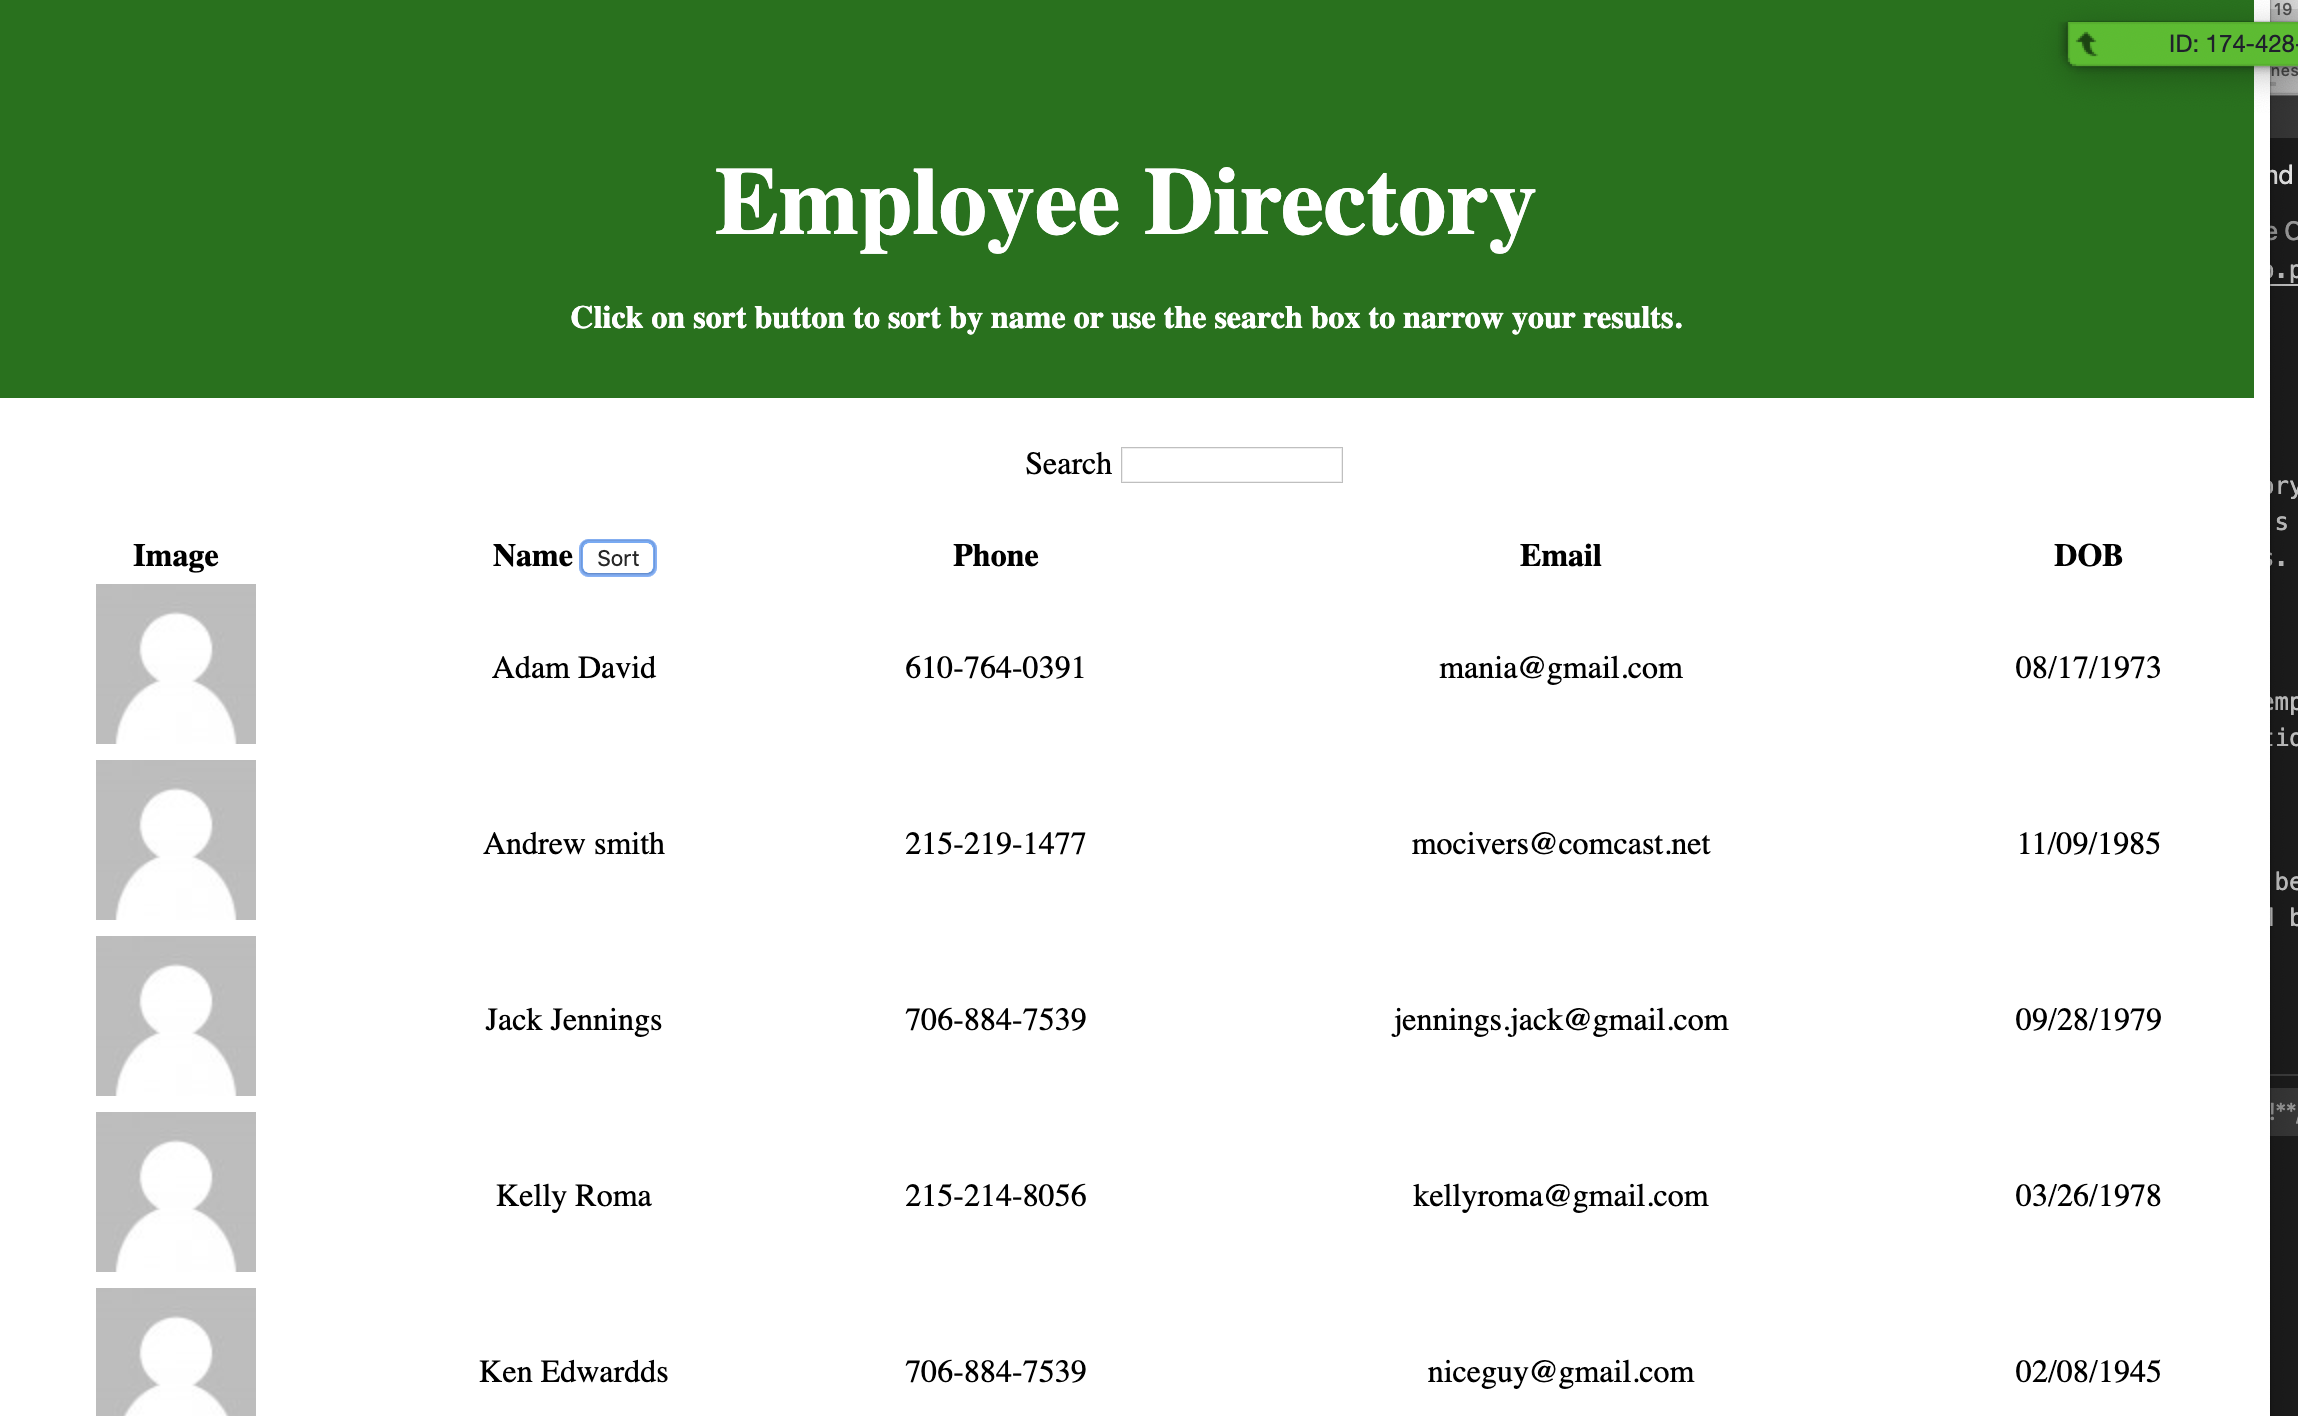 19
ID: 174-428-
Employee Directory
Click on sort button to sort by name or use the search box to narrow your results.
Search
Image Name Sort Phone Email DOB
Adam David 610-764-0391 mania@gmail.com 08/17/1973
Andrew smith 215-219-1477 mocivers@comcast.net 11/09/1985
Jack Jennings 706-884-7539 jennings.jack@gmail.com 09/28/1979
Kelly Roma 215-214-8056 kellyroma@gmail.com 03/26/1978
Ken Edwardds 706-884-7539 niceguy@gmail.com 02/08/1945